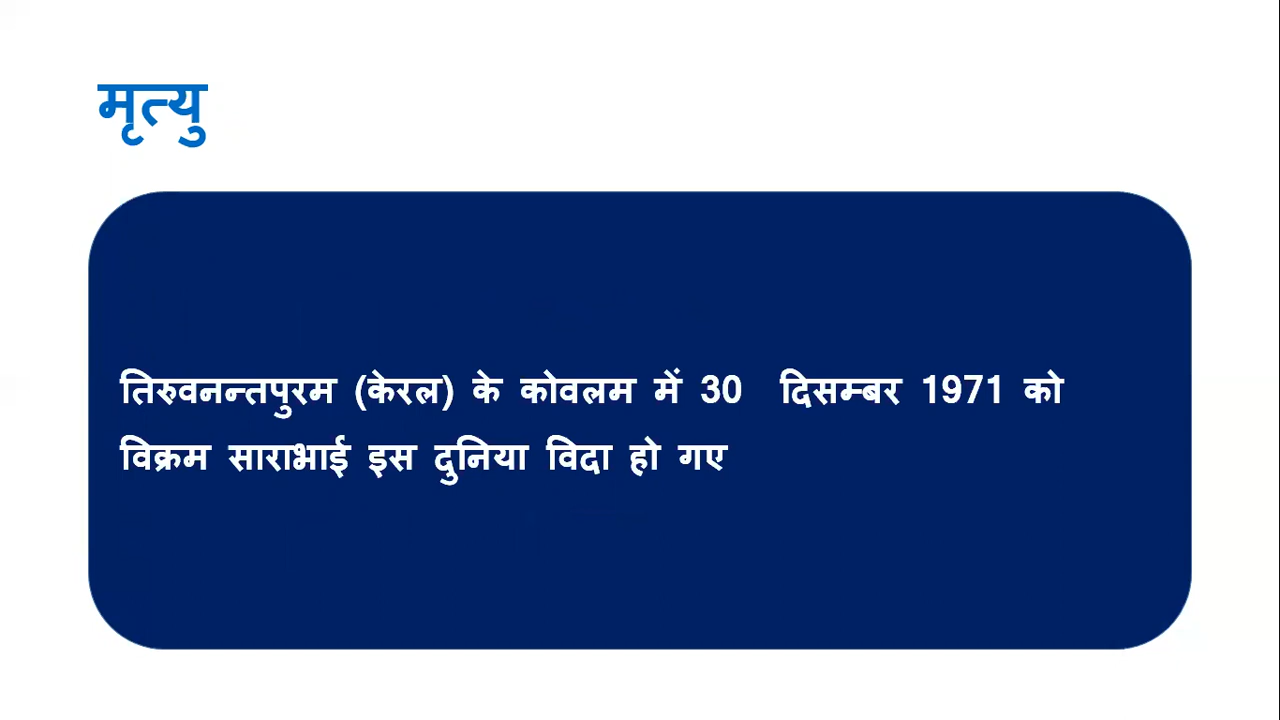 मृत्यु
तिरुवनन्तपुरम (केरल) के कोवलम में 30 दिसम्बर 1971 को
विक्रम साराभाई इस दुनिया विदा हो गए